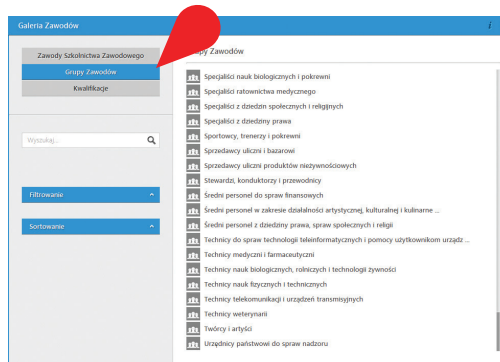 Galeria Zawodów
i
Zawody Szkolnictwa Zawodowego
Grupy Zawodów
Kwalifikacje
Wyszukaj...
Filtrowanie
Sortowanie
py Zawodów
Specjaliści nauk biologicznych i pokrewni
Specjaliści ratownictwa medycznego
Specjaliści z dziedzin społecznych i religijnych
Specjaliści z dziedziny prawa
Sportowcy, trenerzy i pokrewni
Sprzedawcy uliczni i bazarowi
Sprzedawcy uliczni produktów nieżywnościowych
Stewardzi, konduktorzy i przewodnicy
Średni personel do spraw finansowych
Średni personel w zakresie działalności artystycznej, kulturalnej i kulinarne ...
Średni personel z dziedziny prawa, spraw społecznych i religii
Technicy do spraw technologii teleinformatycznych i pomocy użytkownikom urządz ...
Technicy medyczni i farmaceutyczni
Technicy nauk biologicznych, rolniczych i technologii żywności
Technicy nauk fizycznych i technicznych
Technicy telekomunikacji i urządzeń transmisyjnych
Technicy weterynarii
Twórcy i artyści
Urzędnicy państwowi do spraw nadzoru